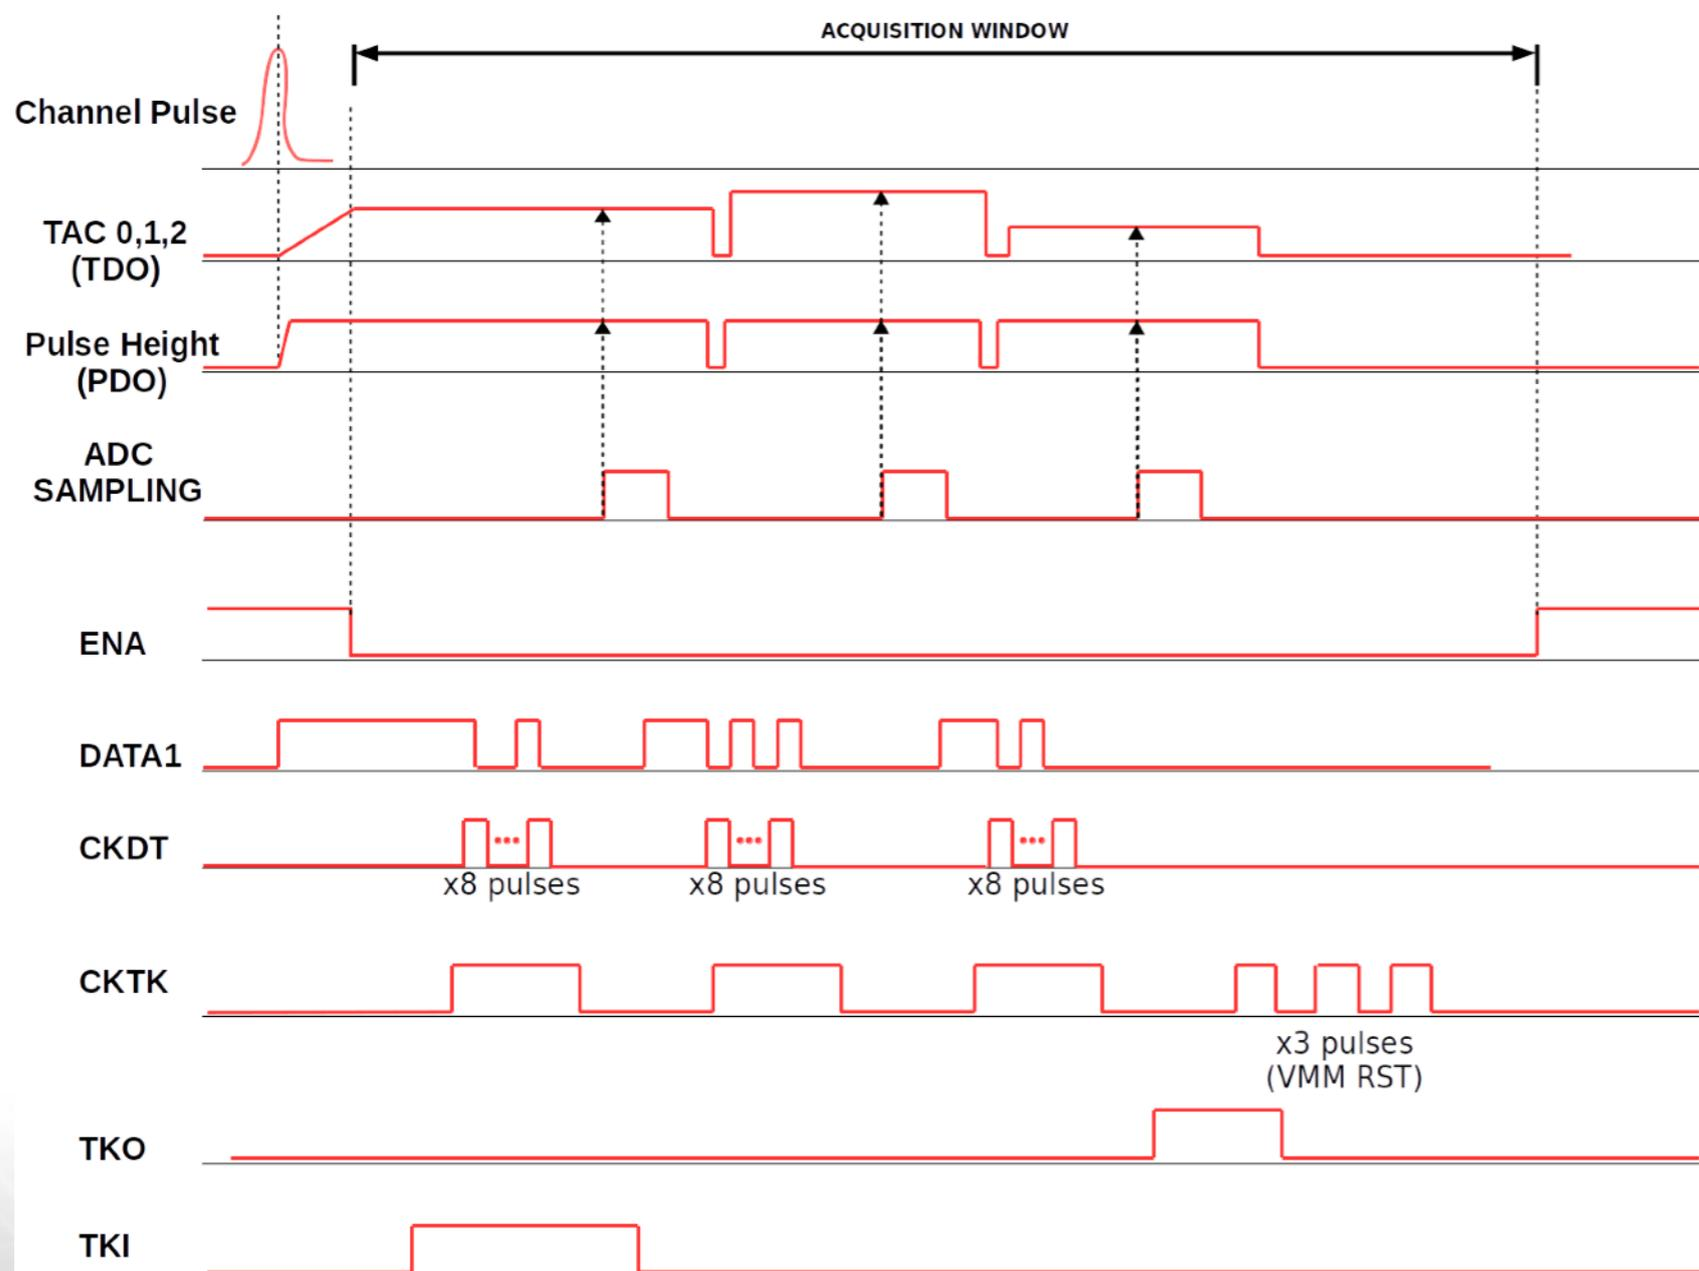 ACQUISITION WINDOW
Channel Pulse
TAC 0,1,2
(TDO)
Pulse Height
(PDO)
ADC
SAMPLING
ENA
DATA1
CKDT
x8 pulses
x8 pulses
x8 pulses
CKTK
x3 pulses
(VMM RST)
TKO
TKI